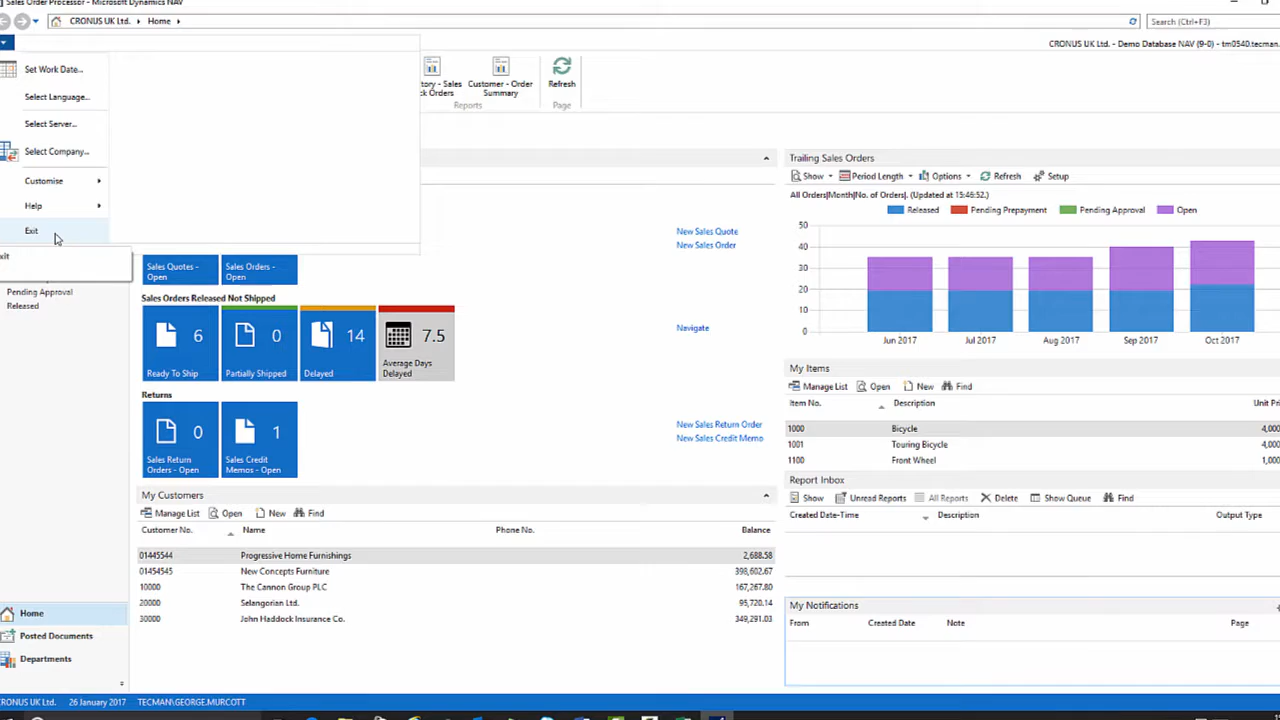 Sales Order Processor - Microsoft Dynamics NAV
CRONUS UK Ltd. Home
Search (Ctrl+F3)
CRONUS UK Ltd. - Demo Database NAV (9-0) - tm0540.tecman.
Set Work Date...
Select Language...
Select Server...
Select Company...
Customise
Help
Exit
xit
Pending Approval
Released
tory - Sales
ck Orders
Customer - Order
Summary
Refresh
Reports
Page
New Sales Quote
New Sales Order
Sales Quotes -
Open
Sales Orders -
Open
Sales Orders Released Not Shipped
6
Ready To Ship
0
Partially Shipped
14
Delayed
7.5
Average Days
Delayed
Navigate
Returns
0
Sales Return
Orders - Open
1
Sales Credit
Memos - Open
New Sales Return Order
New Sales Credit Memo
My Customers
Manage List Open New Find
Customer No. Name Phone No. Balance
01445544 Progressive Home Furnishings 2,688.58
01454545 New Concepts Furniture 398,602.67
10000 The Cannon Group PLC 167,267.80
20000 Selangorian Ltd. 95,720.14
30000 John Haddock Insurance Co. 349,291.03
Trailing Sales Orders
Show Period Length Options Refresh Setup
All Orders|Month|No. of Orders|. (Updated at 15:46:52.)
Released Pending Prepayment Pending Approval Open
50
40
30
20
10
0
Jun 2017 Jul 2017 Aug 2017 Sep 2017 Oct 2017
My Items
Manage List Open New Find
Item No. Description Unit Pri
1000 Bicycle 4,000
1001 Touring Bicycle 4,000
1100 Front Wheel 1,000
Report Inbox
Show Unread Reports All Reports Delete Show Queue Find
Created Date-Time Description Output Type
My Notifications
From Created Date Note Page
Home
Posted Documents
Departments
CRONUS UK Ltd. 26 January 2017 TECMAN\GEORGE.MURCOTT